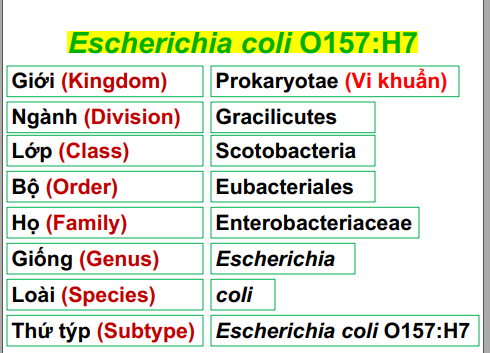 Escherichia coli O157:H7
Giới (Kingdom) Prokaryotae (Vi khuẩn)
Ngành (Division) Gracilicutes
Lớp (Class) Scotobacteria
Bộ (Order) Eubacteriales
Họ (Family) Enterobacteriaceae
Giống (Genus) Escherichia
Loài (Species) coli
Thứ týp (Subtype) Escherichia coli O157:H7